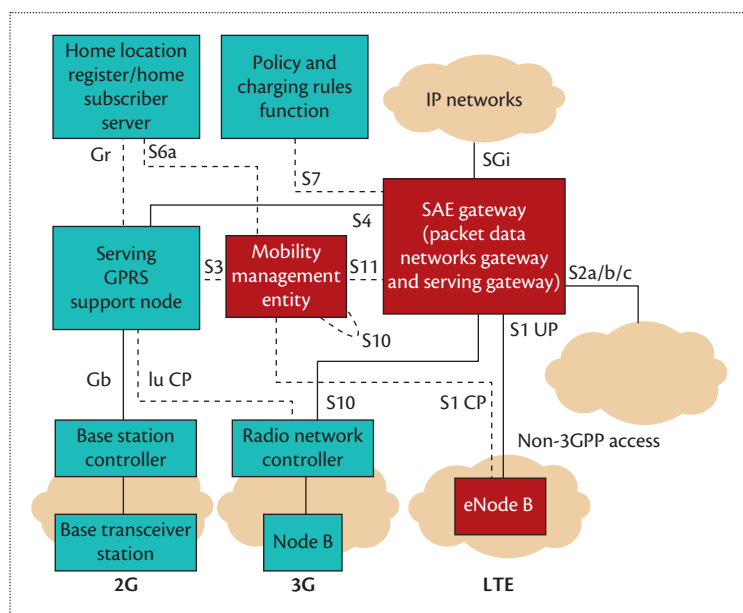 Home location
register/home
subscriber
server
Policy and
charging rules
function
IP networks
Gr
S6a
S7
SGi
S4
SAE gateway
(packet data
networks gateway
and serving gateway)
Serving
GPRS
support node
S3
Mobility
management
entity
S11
S2a/b/c
S10
S1 UP
Gb
lu CP
S10
S1 CP
Non-3GPP access
Base station
controller
Radio network
controller
eNode B
Base transceiver
station
Node B
2G
3G
LTE